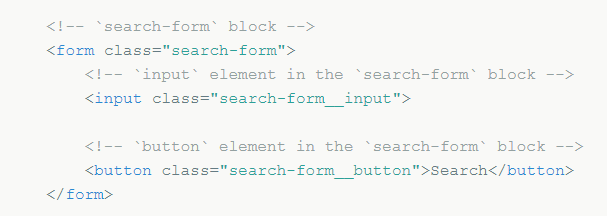 <!-- `search-form` block -->
<form class="search-form">
    <!-- `input` element in the `search-form` block -->
    <input class="search-form__input">

    <!-- `button` element in the `search-form` block -->
    <button class="search-form__button">Search</button>
</form>